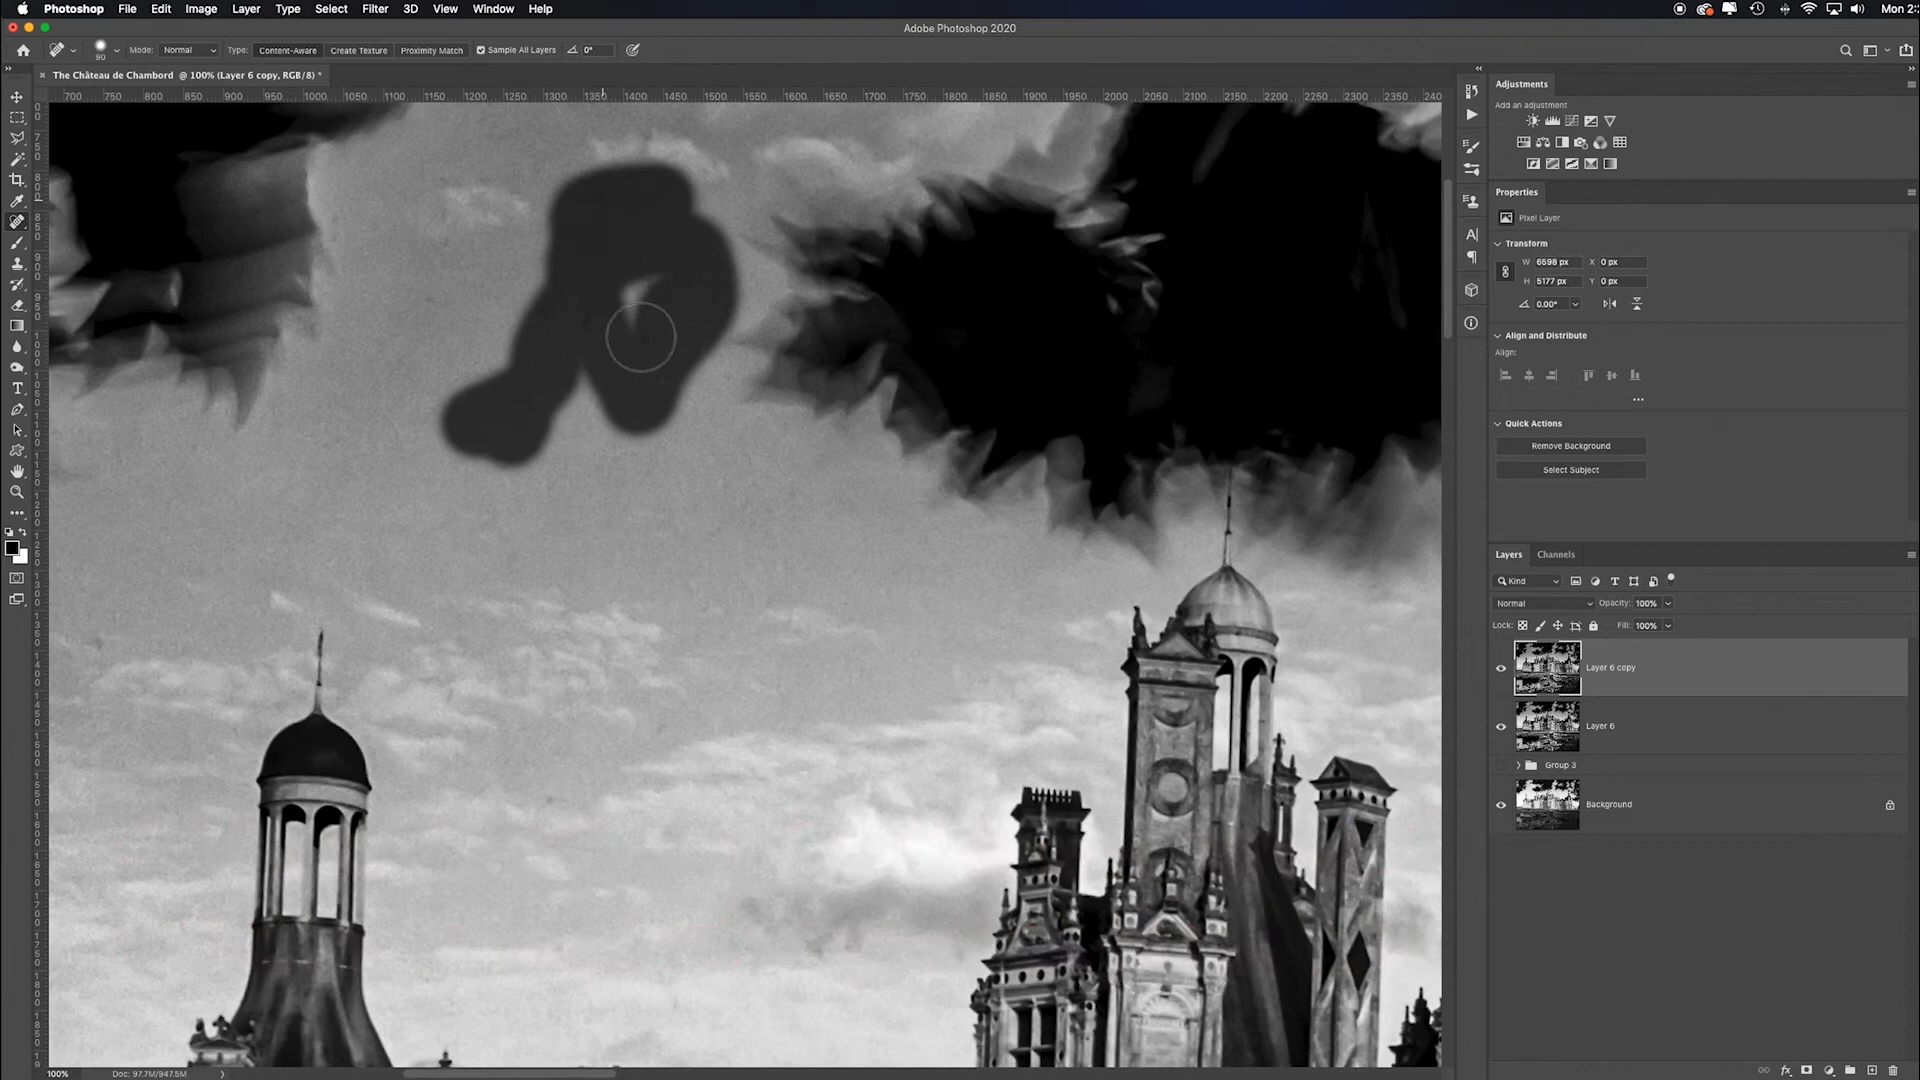 Photoshop File Edit Image Layer Type Select Filter 3D View Window Help
Mon 2:
Adobe Photoshop 2020
90 Mode: Normal Type: Content-Aware Create Texture Proximity Match Sample All Layers 0°
The Château de Chambord @ 100% (Layer 6 copy, RGB/8) *
700 750 800 850 900 950 1000 1050 1100 1150 1200 1250 1300 1350 1400 1450 1500 1550 1600 1650 1700 1750 1800 1850 1900 1950 2000 2050 2100 2150 2200 2250 2300 2350 240
Adjustments
Add an adjustment
Properties
Pixel Layer
Transform
W 6598 px X 0 px
H 5177 px Y 0 px
0.00°
Align and Distribute
Align:
Quick Actions
Remove Background
Select Subject
Layers Channels
Kind
Normal Opacity: 100%
Lock: Fill: 100%
Layer 6 copy
Layer 6
Group 3
Background
100% Doc: 97.7M/947.5M